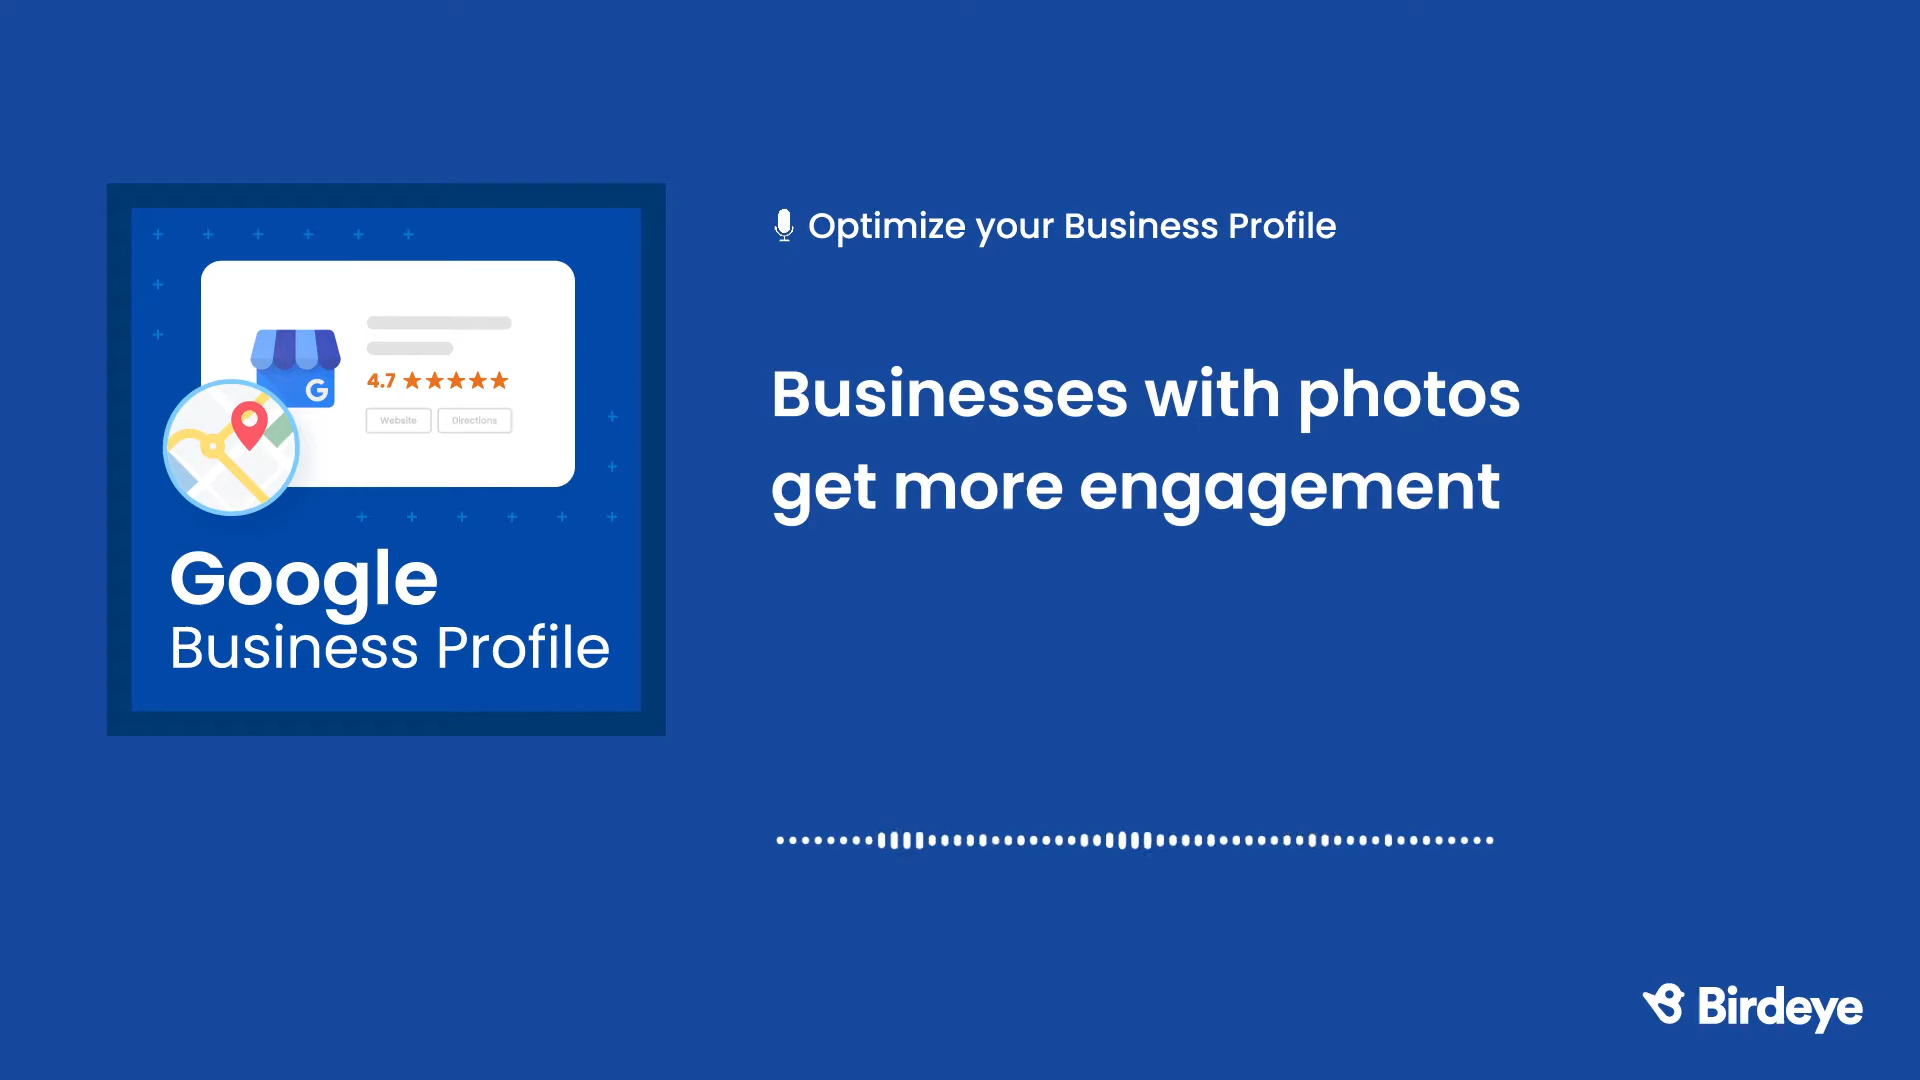 4.7
Website Directions
G
Google
Business Profile
Optimize your Business Profile
Businesses with photos
get more engagement
Birdeye